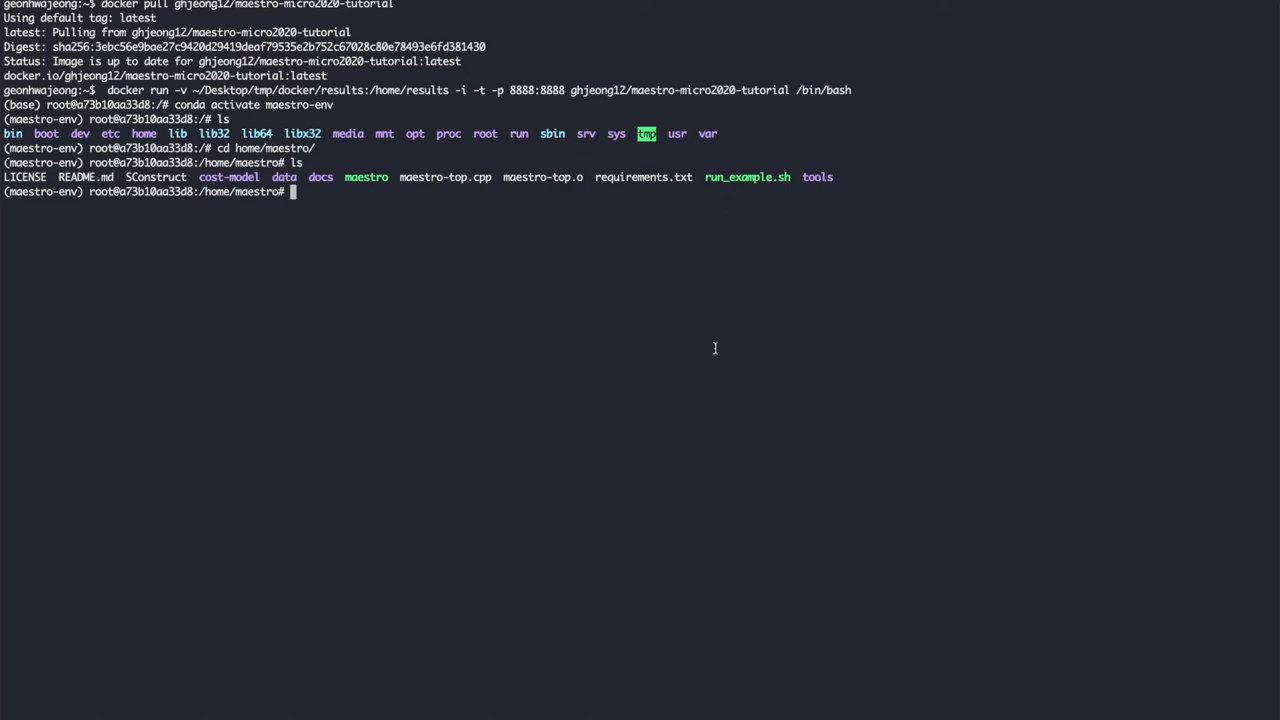 geonhwajeong:~$ docker pull ghjeong12/maestro-micro2020-tutorial
Using default tag: latest
latest: Pulling from ghjeong12/maestro-micro2020-tutorial
Digest: sha256:3ebc56e9bae27c9420d29419deaf79535e2b752c67028c80e78493e6fd381430
Status: Image is up to date for ghjeong12/maestro-micro2020-tutorial:latest
docker.io/ghjeong12/maestro-micro2020-tutorial:latest
geonhwajeong:~$  docker run -v ~/Desktop/tmp/docker/results:/home/results -i -t -p 8888:8888 ghjeong12/maestro-micro2020-tutorial /bin/bash
(base) root@a73b10aa33d8:/# conda activate maestro-env
(maestro-env) root@a73b10aa33d8:/# ls
bin  boot  dev  etc  home  lib  lib32  lib64  libx32  media  mnt  opt  proc  root  run  sbin  srv  sys  tmp  usr  var
(maestro-env) root@a73b10aa33d8:/# cd home/maestro/
(maestro-env) root@a73b10aa33d8:/home/maestro# ls
LICENSE  README.md  SConstruct  cost-model  data  docs  maestro  maestro-top.cpp  maestro-top.o  requirements.txt  run_example.sh  tools
(maestro-env) root@a73b10aa33d8:/home/maestro#